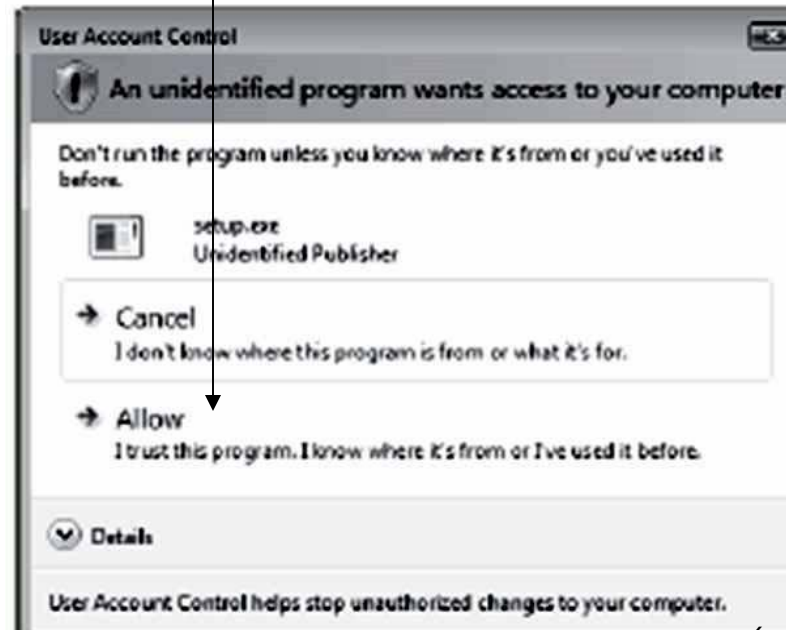 User Account Control
An unidentified program wants access to your computer
Don't run the program unless you know where it's from or you've used it
before.
setup.exe
Unidentified Publisher
Cancel
I don't know where this program is from or what it's for.
Allow
I trust this program. I know where it's from or I've used it before.
Details
User Account Control helps stop unauthorized changes to your computer.